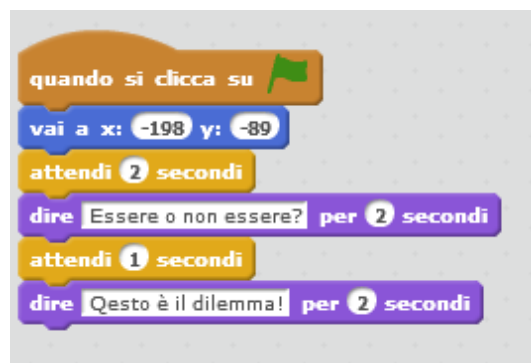 quando si clicca su
vai a x: -198 y: -89
attendi 2 secondi
dire Essere o non essere? per 2 secondi
attendi 1 secondi
dire Qesto è il dilemma! per 2 secondi